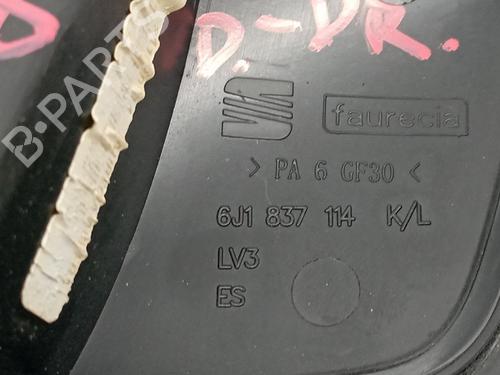 D D.-DR.
B-PARTS
faurecia
> PA 6 GF30 <
6J1 837 114 K/L
LV3
ES